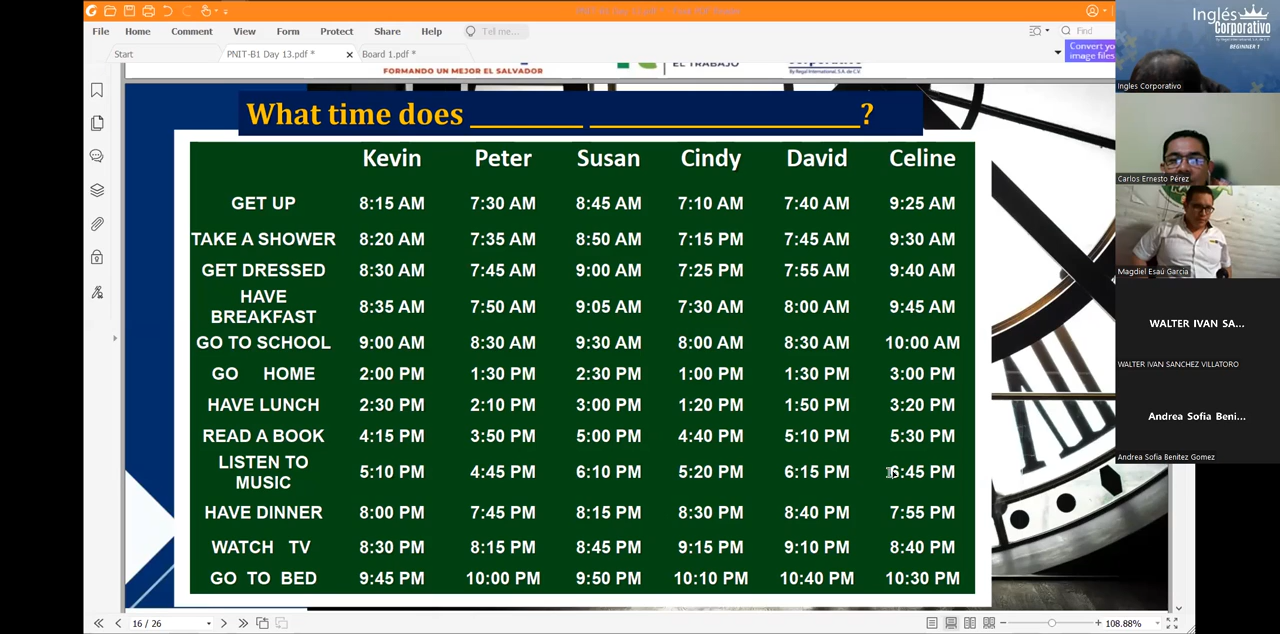 File Home Comment View Form Protect Share Help Tell me... Find
Start PNIT-B1 Day 13.pdf * Board 1.pdf *
Convert yo
image files
FORMANDO UN MEJOR EL SALVADOR
EL TRABAJO
By Regal International, S.A. de C.V.
What time does ________ ___________________?
Kevin Peter Susan Cindy David Celine
GET UP 8:15 AM 7:30 AM 8:45 AM 7:10 AM 7:40 AM 9:25 AM
TAKE A SHOWER 8:20 AM 7:35 AM 8:50 AM 7:15 PM 7:45 AM 9:30 AM
GET DRESSED 8:30 AM 7:45 AM 9:00 AM 7:25 PM 7:55 AM 9:40 AM
HAVE
BREAKFAST 8:35 AM 7:50 AM 9:05 AM 7:30 AM 8:00 AM 9:45 AM
GO TO SCHOOL 9:00 AM 8:30 AM 9:30 AM 8:00 AM 8:30 AM 10:00 AM
GO HOME 2:00 PM 1:30 PM 2:30 PM 1:00 PM 1:30 PM 3:00 PM
HAVE LUNCH 2:30 PM 2:10 PM 3:00 PM 1:20 PM 1:50 PM 3:20 PM
READ A BOOK 4:15 PM 3:50 PM 5:00 PM 4:40 PM 5:10 PM 5:30 PM
LISTEN TO
MUSIC 5:10 PM 4:45 PM 6:10 PM 5:20 PM 6:15 PM 6:45 PM
HAVE DINNER 8:00 PM 7:45 PM 8:15 PM 8:30 PM 8:40 PM 7:55 PM
WATCH TV 8:30 PM 8:15 PM 8:45 PM 9:15 PM 9:10 PM 8:40 PM
GO TO BED 9:45 PM 10:00 PM 9:50 PM 10:10 PM 10:40 PM 10:30 PM
16 / 26
108.88%
Inglés
Corporativo
BEGINNER 1
Ingles Corporativo
Carlos Ernesto Pérez
Magdiel Esaú Garcia
WALTER IVAN SA...
WALTER IVAN SANCHEZ VILLATORO
Andrea Sofia Beni...
Andrea Sofia Benitez Gomez